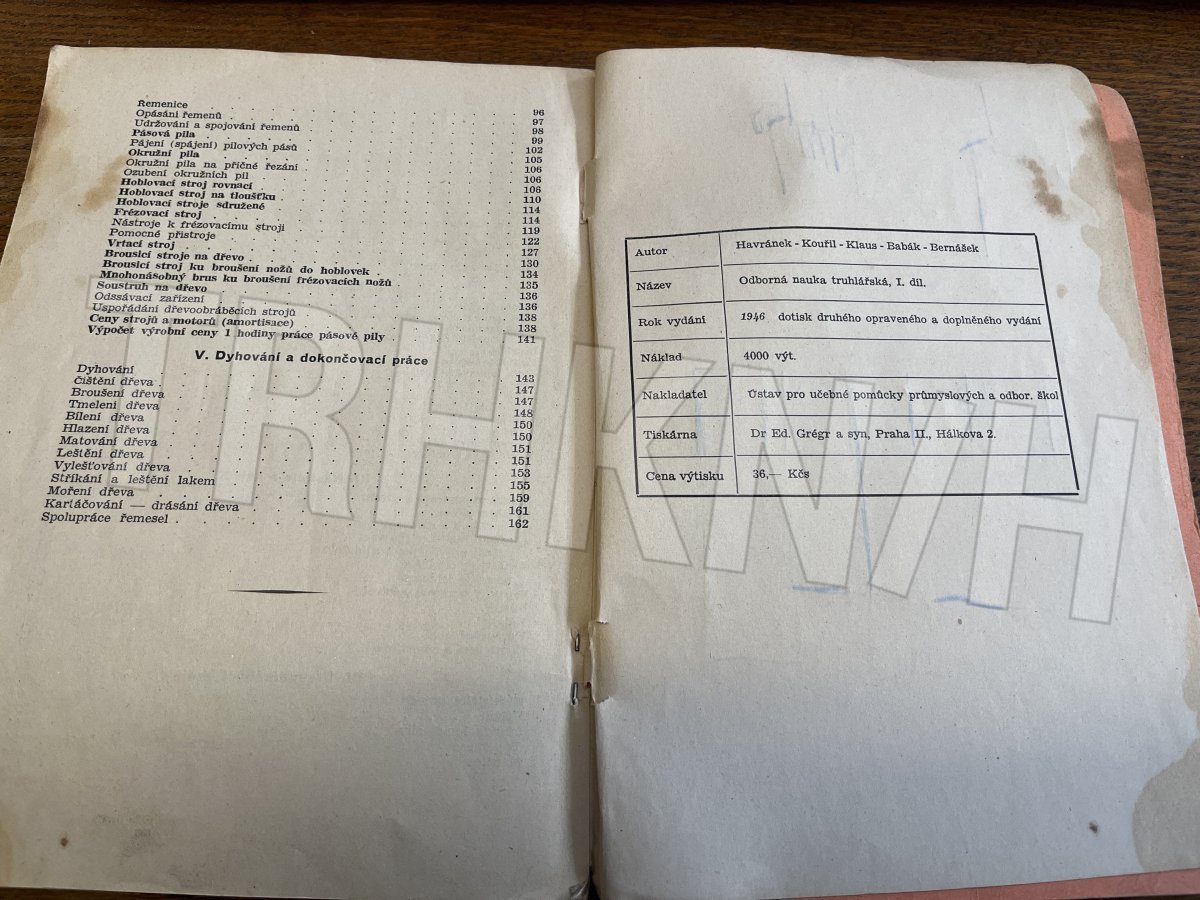 Řemenice 96
Opásání řemenů 97
Udržování a spojování řemenů 98
Pásová pila 99
Pájení (spájení) pilových pásů 102
Okružní pila 105
Okružní pila na příčné řezání 106
Ozubení okružních pil 106
Hoblovací stroj rovnací 106
Hoblovací stroj na tloušťku 110
Hoblovací stroje sdružené 114
Frézovací stroj 114
Nástroje k frézovacímu stroji 119
Pomocné přístroje 122
Vrtací stroj 127
Brousicí stroje na dřevo 130
Brousicí stroj ku broušení nožů do hoblovek 134
Mnohonásobný brus ku broušení frézovacích nožů 135
Soustruh na dřevo 136
Odssávací zařízení 136
Uspořádání dřevoobráběcích strojů 138
Ceny strojů a motorů (amortisace) 138
Výpočet výrobní ceny 1 hodiny práce pásové pily 141
V. Dyhování a dokončovací práce
Dyhování 143
Čištění dřeva 147
Broušení dřeva 147
Tmelení dřeva 148
Bílení dřeva 150
Hlazení dřeva 150
Matování dřeva 151
Leštění dřeva 151
Vylešťování dřeva 153
Stříkání a leštění lakem 155
Moření dřeva 159
Kartáčování — drásání dřeva 161
Spolupráce řemesel 162
Autor Havránek - Kouřil - Klaus - Babák - Bernášek
Název Odborná nauka truhlářská, I. díl.
Rok vydání 1946 dotisk druhého opraveného a doplněného vydání
Náklad 4000 výt.
Nakladatel Ústav pro učebné pomůcky průmyslových a odbor. škol
Tiskárna Dr Ed. Grégr a syn, Praha II., Hálkova 2.
Cena výtisku 36,— Kčs
TRHKNIH